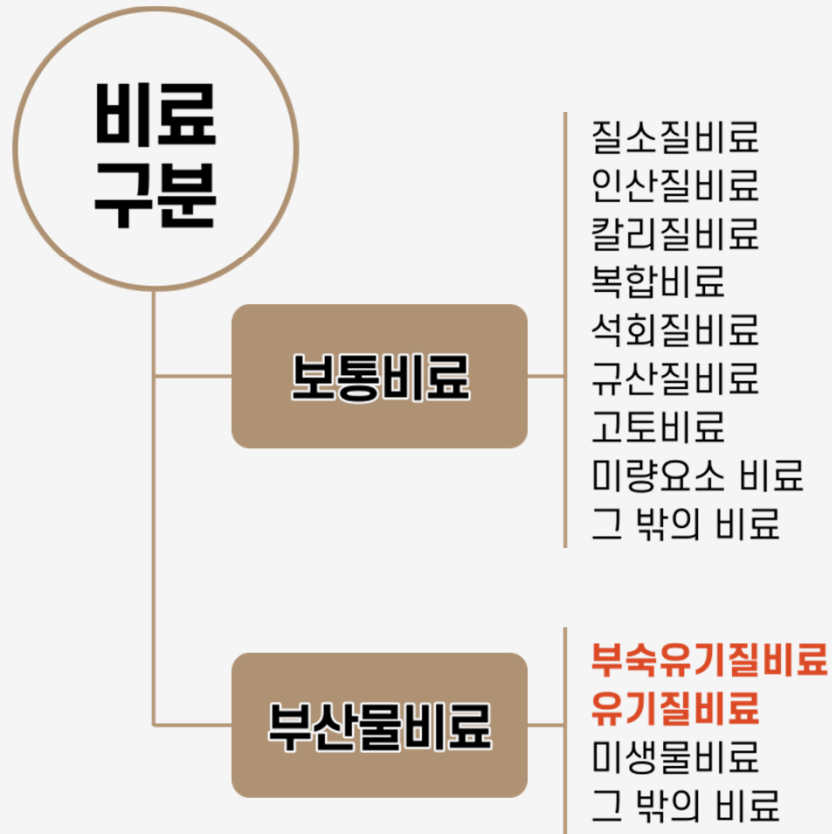 비료
구분
보통비료
질소질비료
인산질비료
칼리질비료
복합비료
석회질비료
규산질비료
고토비료
미량요소 비료
그 밖의 비료
부산물비료
부숙유기질비료
유기질비료
미생물비료
그 밖의 비료